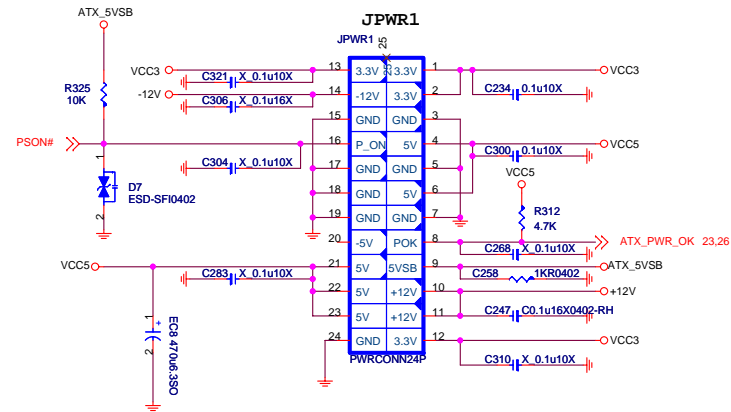 ATX_5VSB
JPWR1
JPWR1
25
25
VCC3
C321
X_0.1u10X
13
3.3V
3.3V
1
VCC3
R325
10K
-12V
C306
X_0.1u16X
14
-12V
3.3V
2
C234
0.1u10X
15
GND
GND
3
PSON#
16
P_ON
5V
4
VCC5
1
C304
X_0.1u10X
C300
0.1u10X
17
GND
GND
5
VCC5
D7
ESD-SFI0402
18
GND
5V
6
2
19
GND
GND
7
R312
4.7K
20
-5V
POK
8
ATX_PWR_OK 23,26
C268
X_0.1u10X
VCC5
21
5V
5VSB
9
ATX_5VSB
C283
X_0.1u10X
C258
1KR0402
22
5V
+12V
10
+12V
1
+
2
EC8 470u6.3SO
23
5V
+12V
11
C247
C0.1u16X0402-RH
24
GND
3.3V
12
VCC3
PWRCONN24P
C310
X_0.1u10X